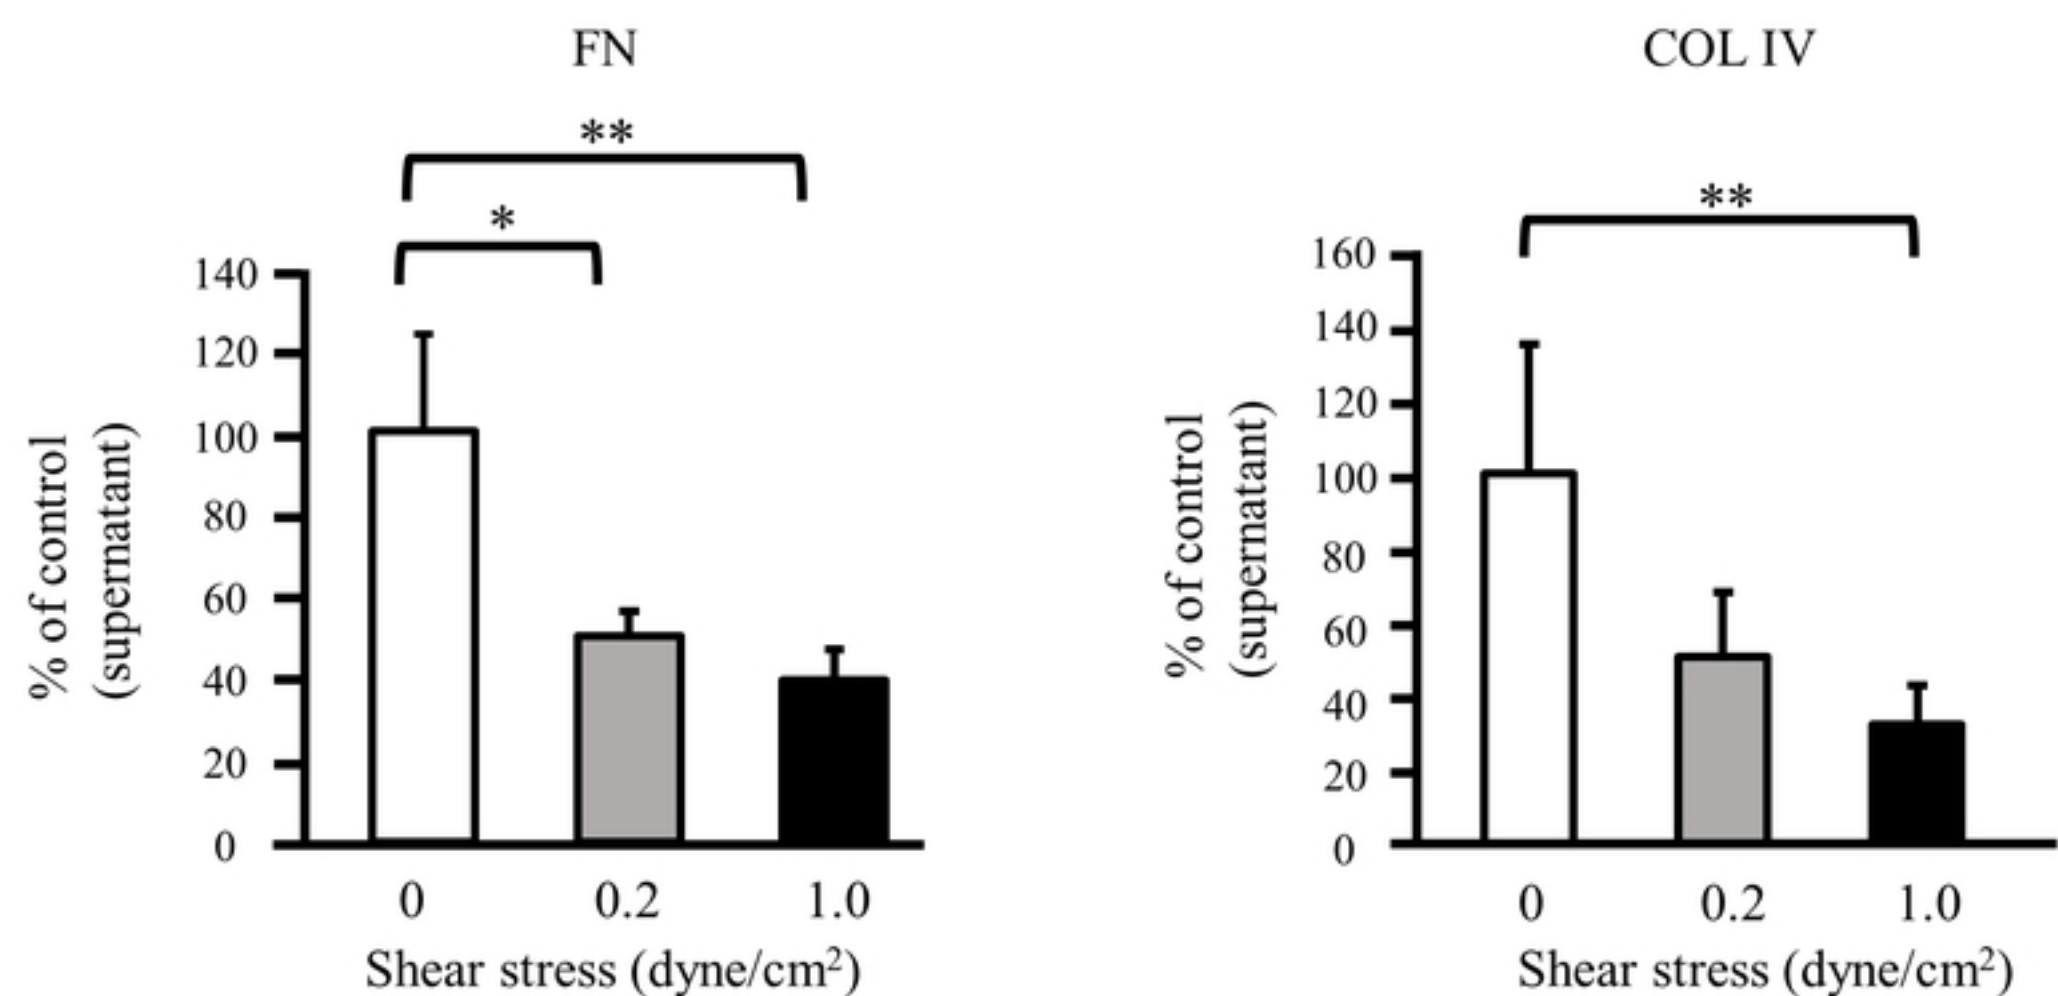 FN
**
*
140
120
100
80
60
40
20
0
% of control
(supernatant)
0 0.2 1.0
Shear stress (dyne/cm²)
COL IV
**
160
140
120
100
80
60
40
20
0
% of control
(supernatant)
0 0.2 1.0
Shear stress (dyne/cm²)